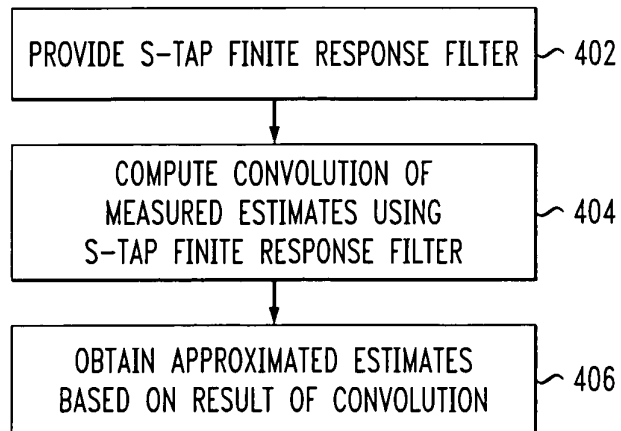 PROVIDE S-TAP FINITE RESPONSE FILTER 402
COMPUTE CONVOLUTION OF
MEASURED ESTIMATES USING 404
S-TAP FINITE RESPONSE FILTER
OBTAIN APPROXIMATED ESTIMATES 406
BASED ON RESULT OF CONVOLUTION